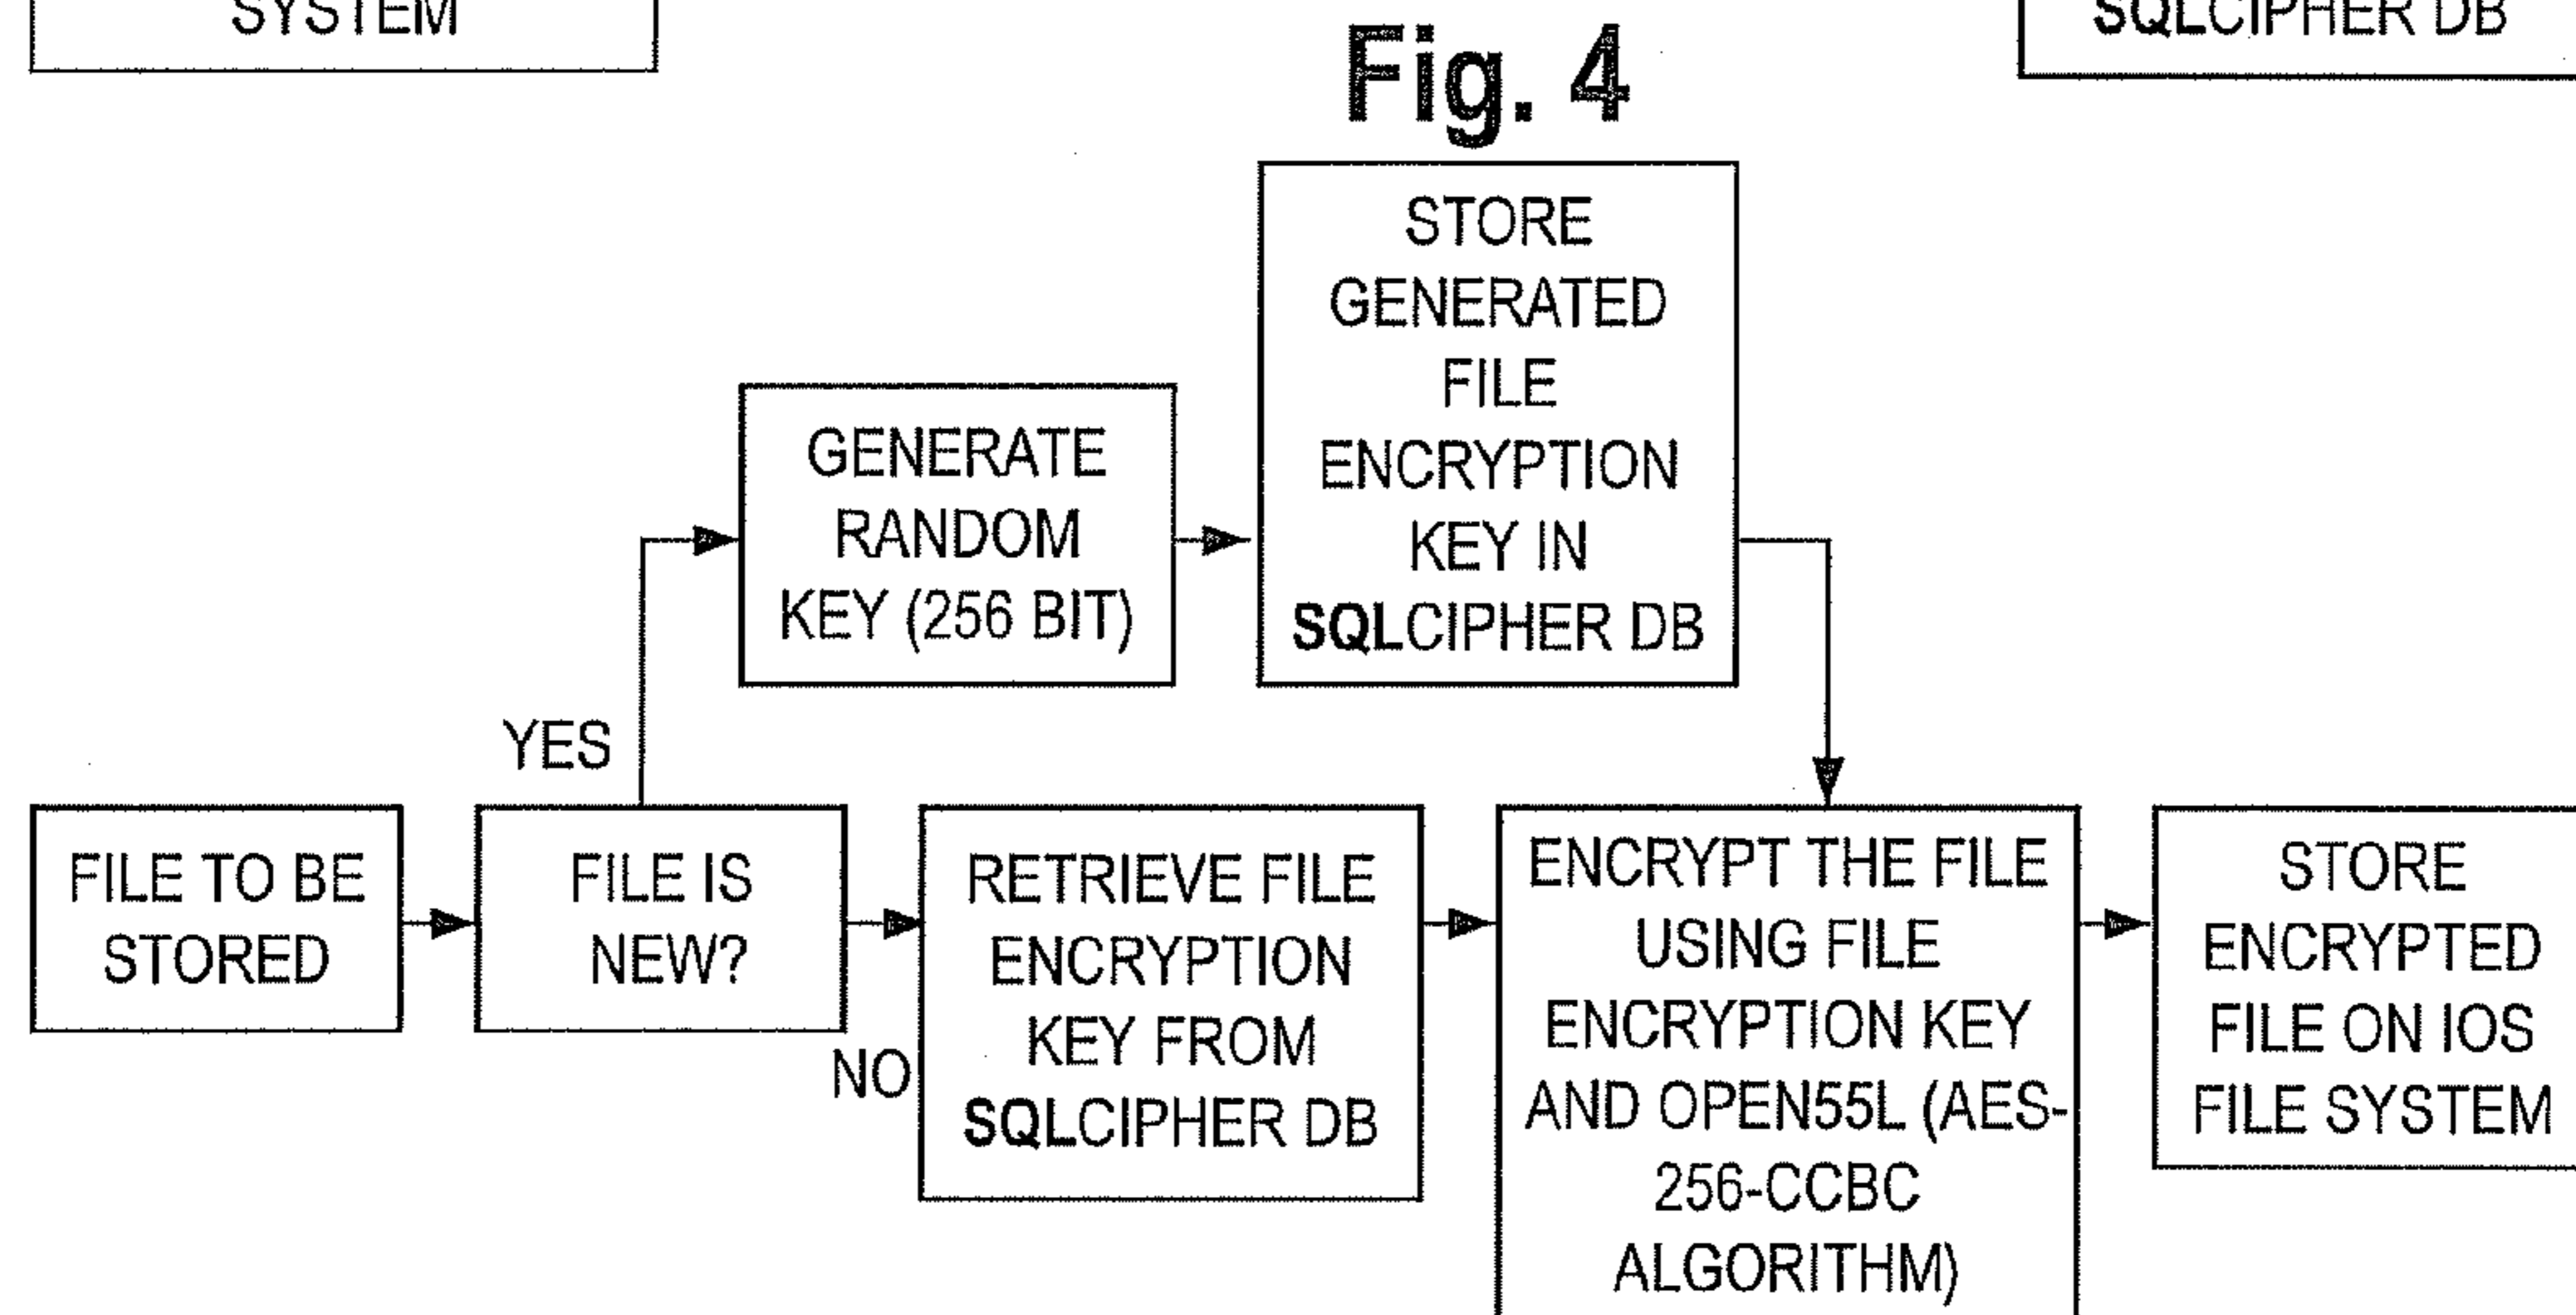 SYSTEM
SQLCIPHER DB
Fig. 4
STORE
GENERATED
FILE
ENCRYPTION
KEY IN
SQLCIPHER DB
GENERATE
RANDOM
KEY (256 BIT)
YES
FILE TO BE
STORED
FILE IS
NEW?
NO
RETRIEVE FILE
ENCRYPTION
KEY FROM
SQLCIPHER DB
ENCRYPT THE FILE
USING FILE
ENCRYPTION KEY
AND OPEN55L (AES-
256-CCBC
ALGORITHM)
STORE
ENCRYPTED
FILE ON IOS
FILE SYSTEM